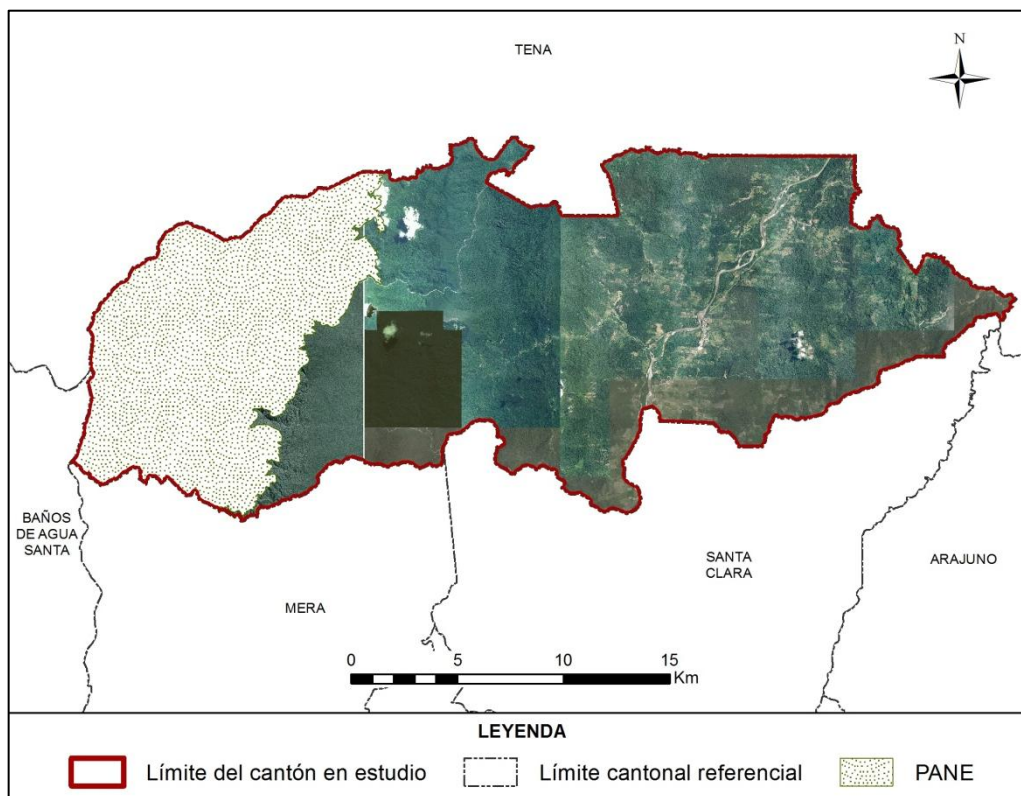 TENA
N
BAÑOS
DE AGUA
SANTA
SANTA
CLARA
ARAJUNO
MERA
0 5 10 15
Km
LEYENDA
Límite del cantón en estudio
Límite cantonal referencial
PANE